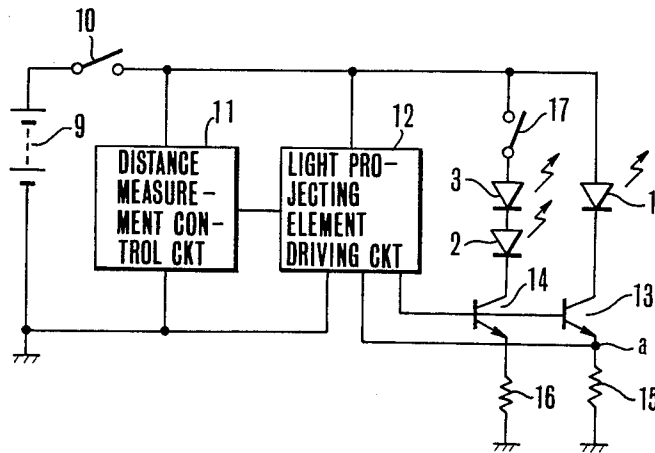 10
9
11
DISTANCE
MEASURE-
MENT CON-
TROL CKT
12
LIGHT PRO-
JECTING
ELEMENT
DRIVING CKT
17
3
2
1
14
13
a
16
15